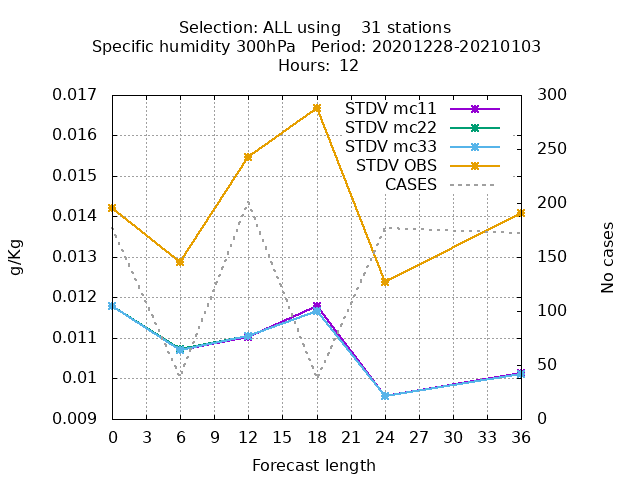 Selection: ALL using    31 stations
Specific humidity 300hPa   Period: 20201228-20210103
Hours:  12
STDV mc11
STDV mc22
STDV mc33
STDV OBS
CASES
0.017
0.016
0.015
0.014
0.013
0.012
0.011
0.01
0.009
g/Kg
300
250
200
150
100
50
0
No cases
0 3 6 9 12 15 18 21 24 27 30 33 36
Forecast length